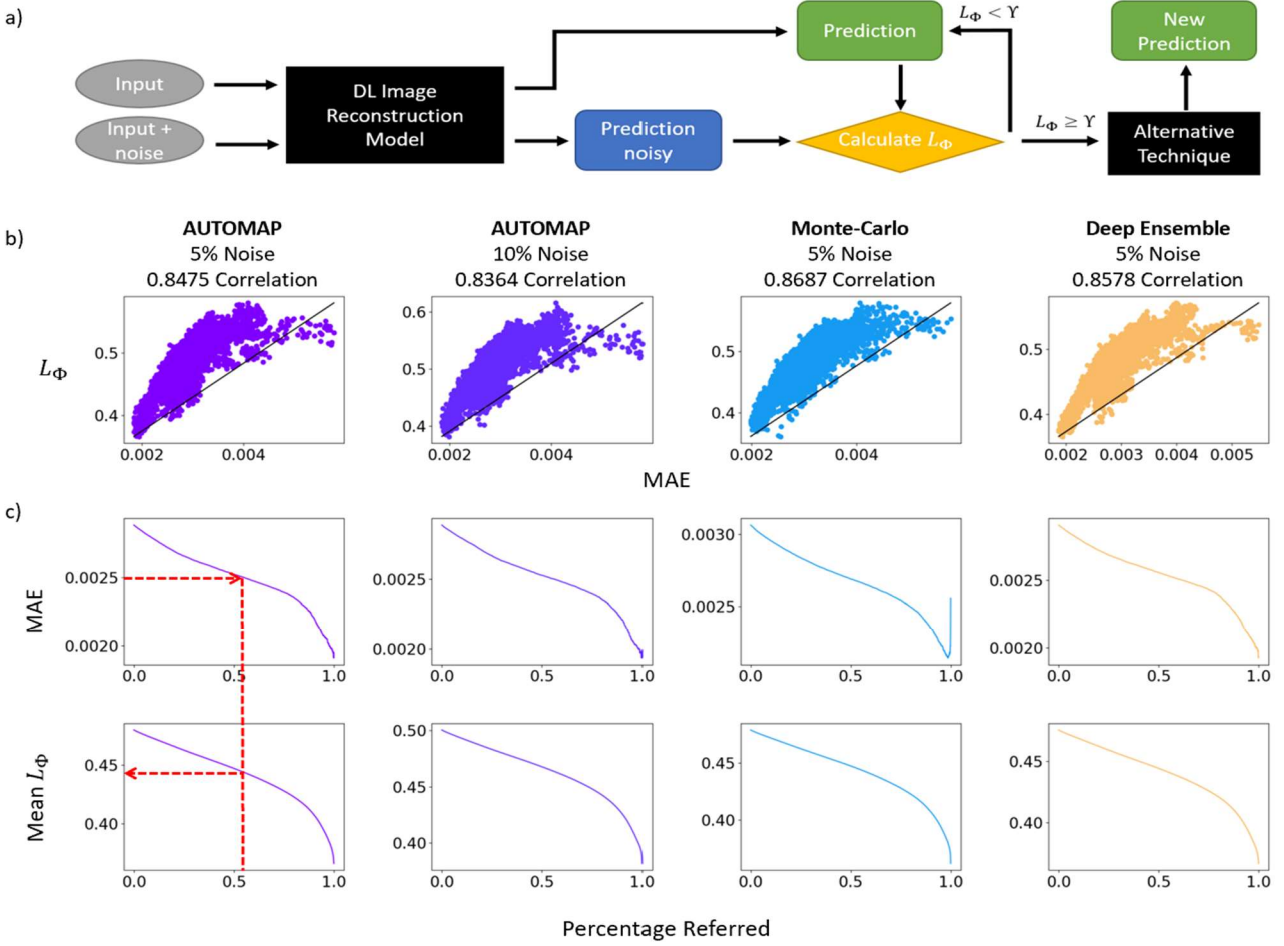 a)
Input
Input +
noise
DL Image
Reconstruction
Model
Prediction
Prediction
noisy
Calculate L_Φ
L_Φ < ϒ
L_Φ ≥ ϒ
New
Prediction
Alternative
Technique
b)
AUTOMAP
5% Noise
0.8475 Correlation
AUTOMAP
10% Noise
0.8364 Correlation
Monte-Carlo
5% Noise
0.8687 Correlation
Deep Ensemble
5% Noise
0.8578 Correlation
L_Φ
0.5
0.4
0.002 0.004
0.6
0.5
0.4
0.002 0.004
0.5
0.4
0.002 0.004
0.5
0.4
0.002 0.003 0.004 0.005
MAE
c)
MAE
0.0025
0.0020
0.0 0.5 1.0
0.0025
0.0020
0.0 0.5 1.0
0.0030
0.0025
0.0 0.5 1.0
0.0025
0.0020
0.0 0.5 1.0
Mean L_Φ
0.45
0.40
0.0 0.5 1.0
0.50
0.45
0.40
0.0 0.5 1.0
0.45
0.40
0.0 0.5 1.0
0.45
0.40
0.0 0.5 1.0
Percentage Referred